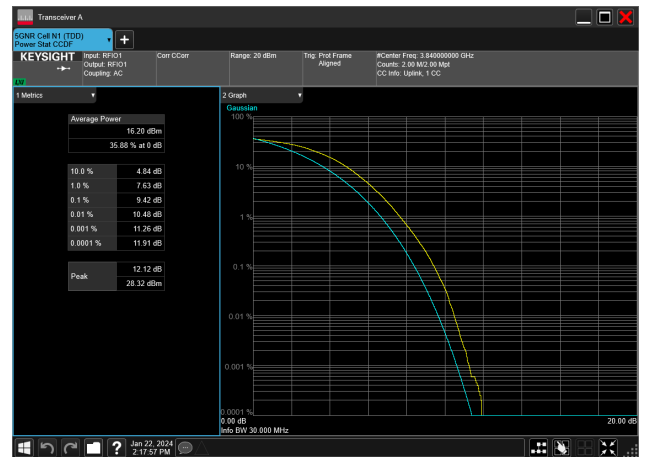 Transceiver A
5GNR Cell N1 (TDD)
Power Stat CCDF
KEYSIGHT
Input: RFIO1
Output: RFIO1
Coupling: AC
Corr CCorr
Range: 20 dBm
Trig: Prot Frame
Aligned
#Center Freq: 3.840000000 GHz
Counts: 2.00 M/2.00 Mpt
CC Info: Uplink, 1 CC
1 Metrics
Average Power
16.20 dBm
35.88 % at 0 dB
10.0 % 4.84 dB
1.0 % 7.63 dB
0.1 % 9.42 dB
0.01 % 10.48 dB
0.001 % 11.26 dB
0.0001 % 11.91 dB
Peak 12.12 dB
28.32 dBm
2 Graph
Gaussian
100 %
10 %
1 %
0.1 %
0.01 %
0.001 %
0.0001 %
0.00 dB
20.00 dB
Info BW 30.000 MHz
Jan 22, 2024
2:17:57 PM